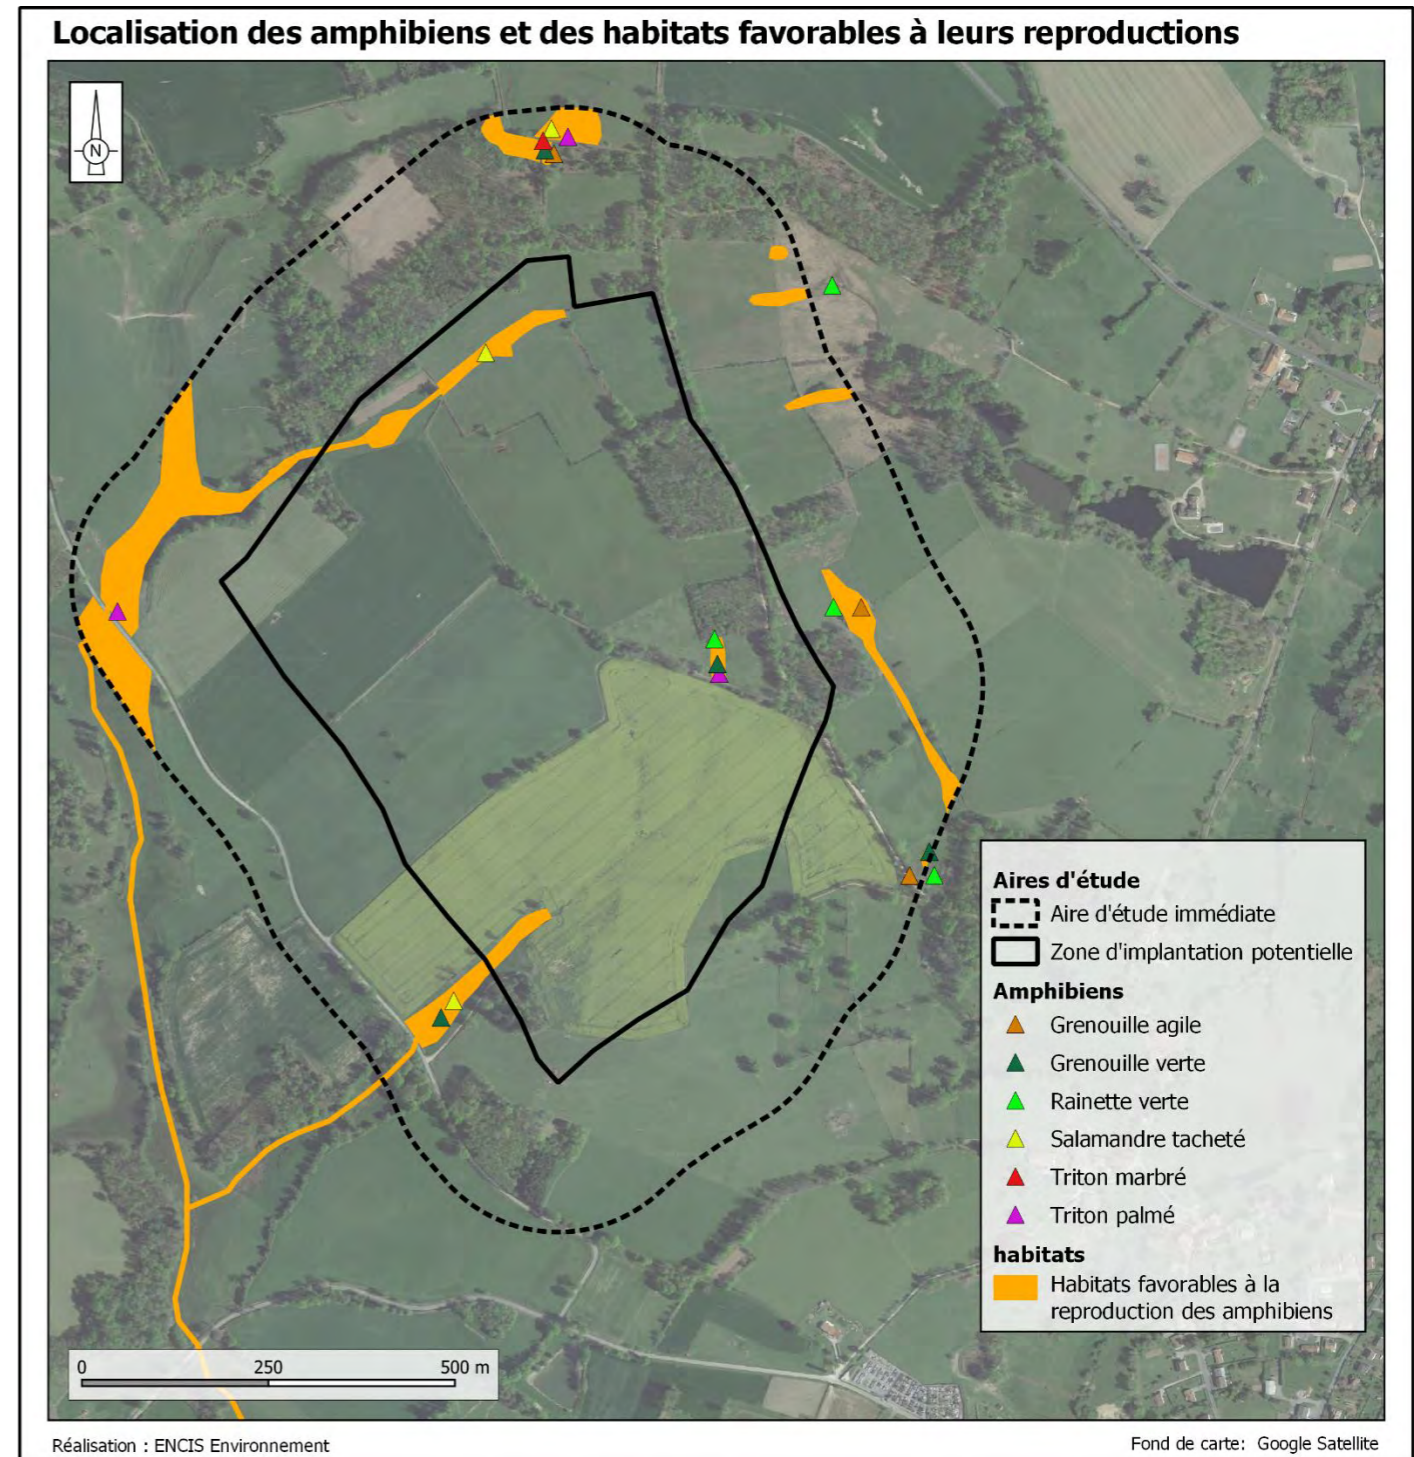 Localisation des amphibiens et des habitats favorables à leurs reproductions
N
Aires d'étude
Aire d'étude immédiate
Zone d'implantation potentielle
Amphibiens
Grenouille agile
Grenouille verte
Rainette verte
Salamandre tacheté
Triton marbré
Triton palmé
habitats
Habitats favorables à la
reproduction des amphibiens
0 250 500 m
Réalisation : ENCIS Environnement
Fond de carte: Google Satellite